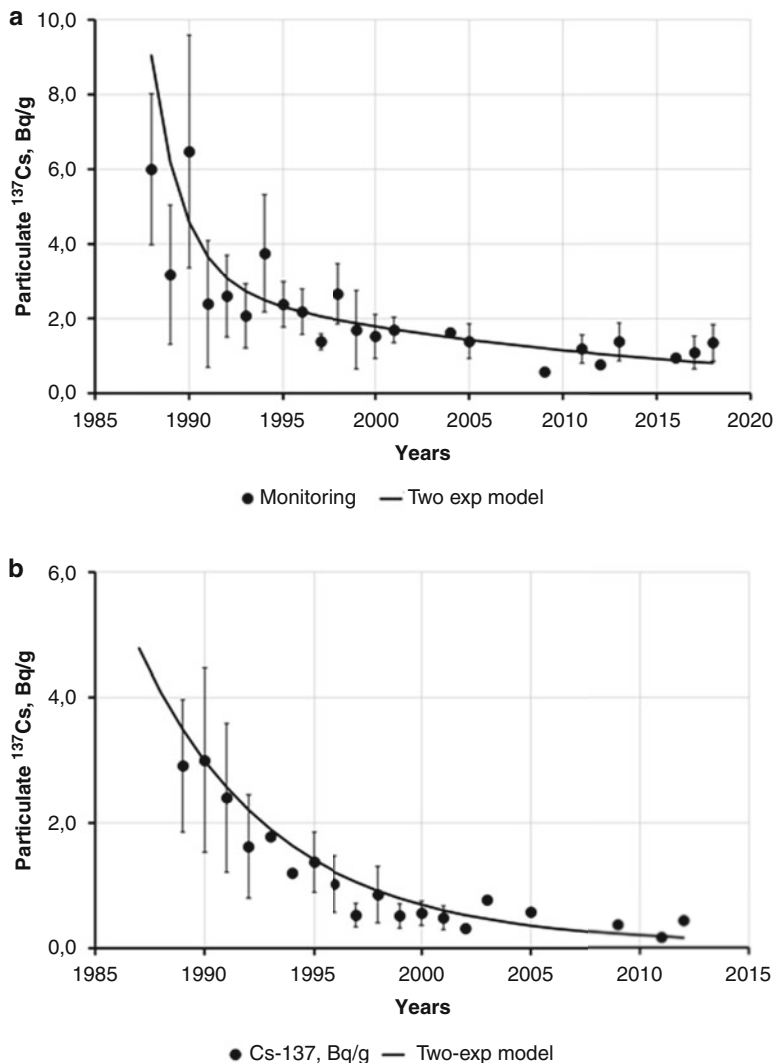 a
10,0
8,0
6,0
4,0
2,0
0,0
Particulate ¹³⁷Cs, Bq/g
1985 1990 1995 2000 2005 2010 2015 2020
Years
Monitoring Two exp model
b
6,0
4,0
2,0
0,0
Particulate ¹³⁷Cs, Bq/g
1985 1990 1995 2000 2005 2010 2015
Years
Cs-137, Bq/g Two-exp model